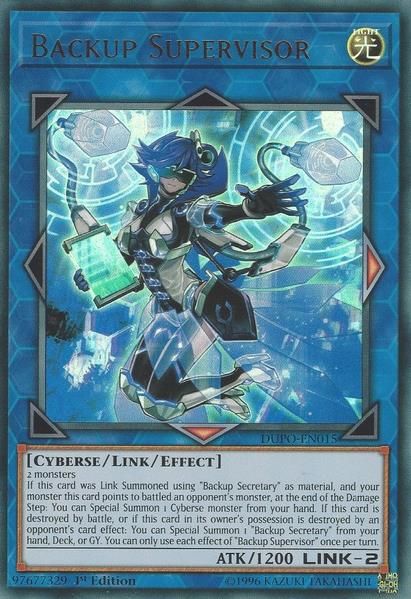 BACKUP SUPERVISOR
LIGHT
光
DUPO-EN015
[CYBERSE/LINK/EFFECT]
2 monsters
If this card was Link Summoned using "Backup Secretary" as material, and your
monster this card points to battled an opponent's monster, at the end of the Damage
Step: You can Special Summon 1 Cyberse monster from your hand. If this card is
destroyed by battle, or if this card in its owner's possession is destroyed by an
opponent's card effect: You can Special Summon 1 "Backup Secretary" from
your hand, Deck, or GY. You can only use each effect of "Backup Supervisor" once per turn.
ATK/1200 LINK-2
97677329 1st Edition ©1996 KAZUKI TAKAHASHI